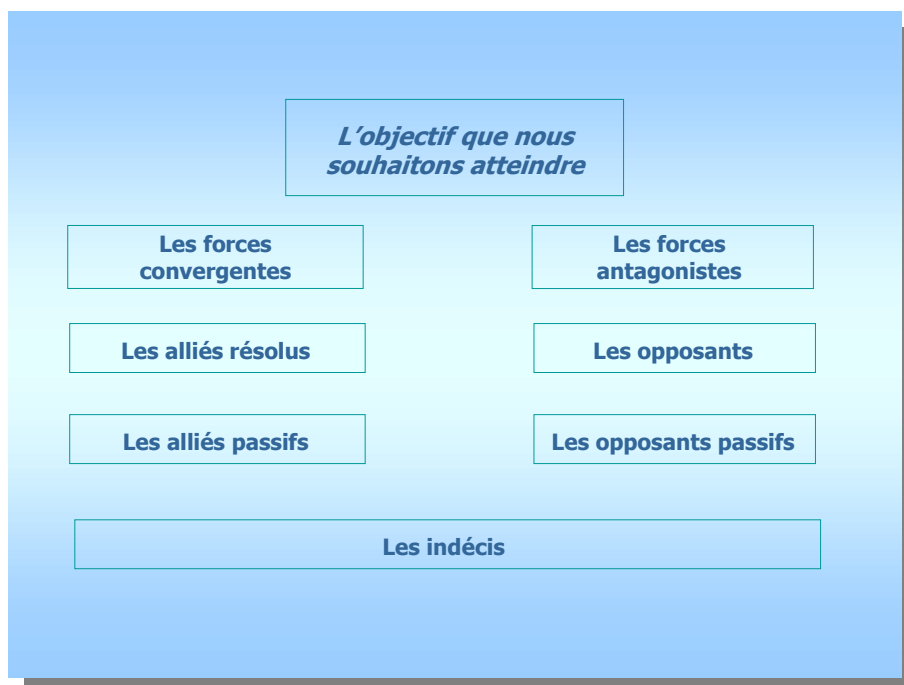 L’objectif que nous
souhaitons atteindre
Les forces
convergentes
Les forces
antagonistes
Les alliés résolus
Les opposants
Les alliés passifs
Les opposants passifs
Les indécis